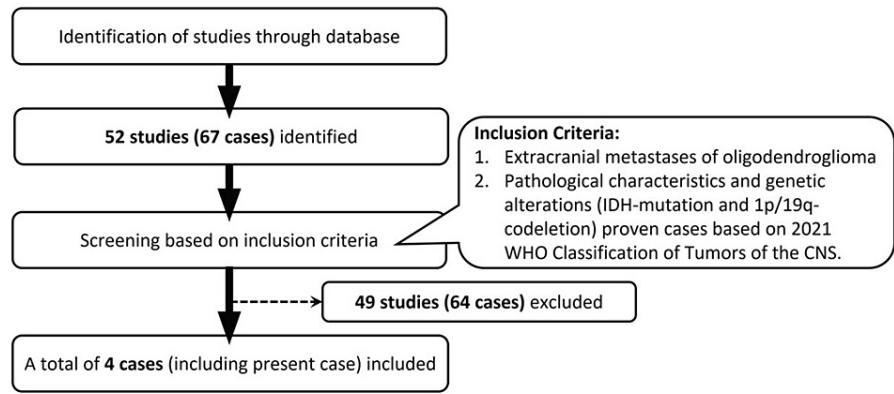 Identification of studies through database
52 studies (67 cases) identified
Inclusion Criteria:
1. Extracranial metastases of oligodendroglioma
2. Pathological characteristics and genetic
alterations (IDH-mutation and 1p/19q-
codeletion) proven cases based on 2021
WHO Classification of Tumors of the CNS.
Screening based on inclusion criteria
49 studies (64 cases) excluded
A total of 4 cases (including present case) included